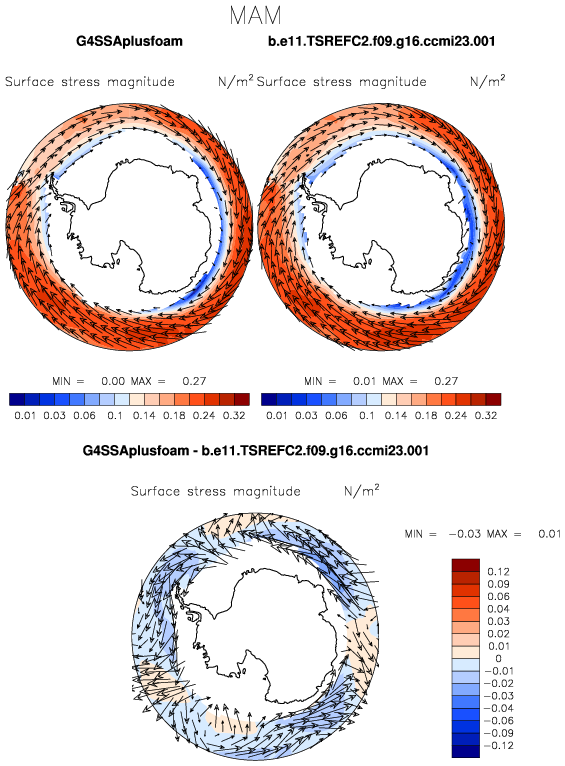 MAM
G4SSAplusfoam b.e11.TSREFC2.f09.g16.ccmi23.001
Surface stress magnitude N/m² Surface stress magnitude N/m²
MIN = 0.00 MAX = 0.27 MIN = 0.01 MAX = 0.27
0.01 0.03 0.06 0.1 0.14 0.18 0.24 0.32 0.01 0.03 0.06 0.1 0.14 0.18 0.24 0.32
G4SSAplusfoam - b.e11.TSREFC2.f09.g16.ccmi23.001
Surface stress magnitude N/m²
MIN = -0.03 MAX = 0.01
0.12
0.09
0.06
0.04
0.03
0.02
0.01
0
-0.01
-0.02
-0.03
-0.04
-0.06
-0.09
-0.12